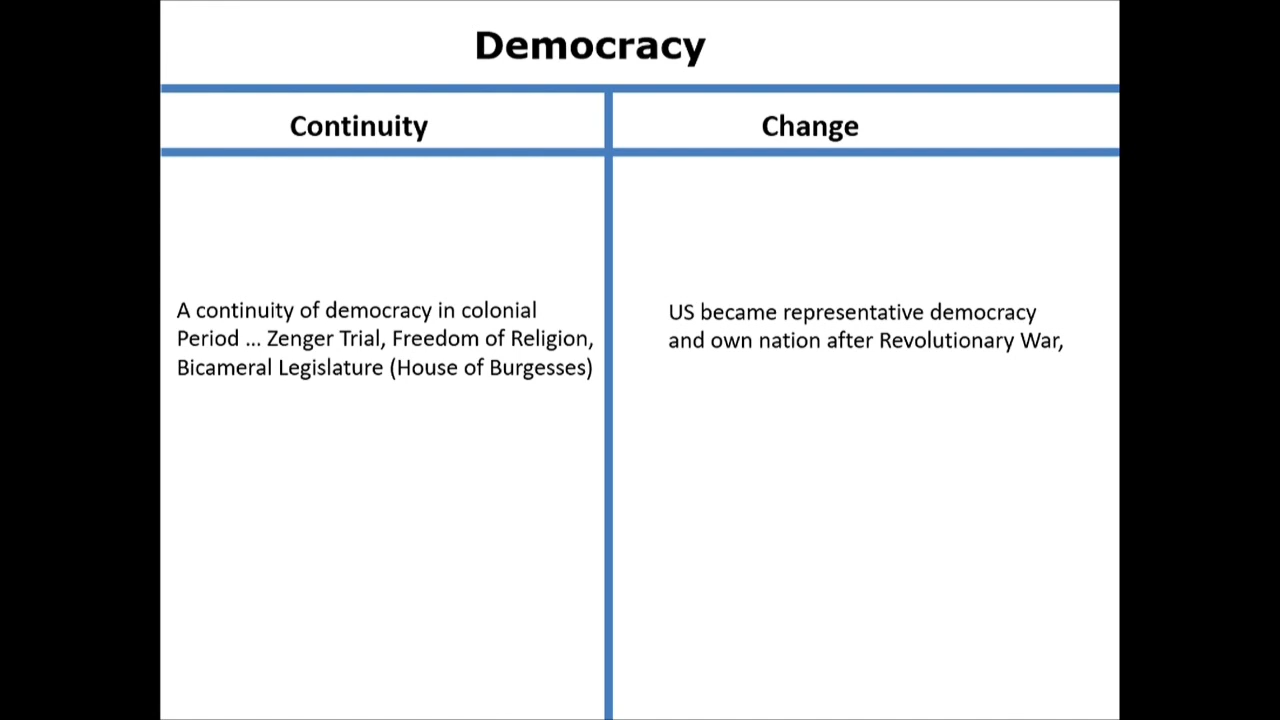 Democracy
Continuity
Change
A continuity of democracy in colonial
Period ... Zenger Trial, Freedom of Religion,
Bicameral Legislature (House of Burgesses)
US became representative democracy
and own nation after Revolutionary War,